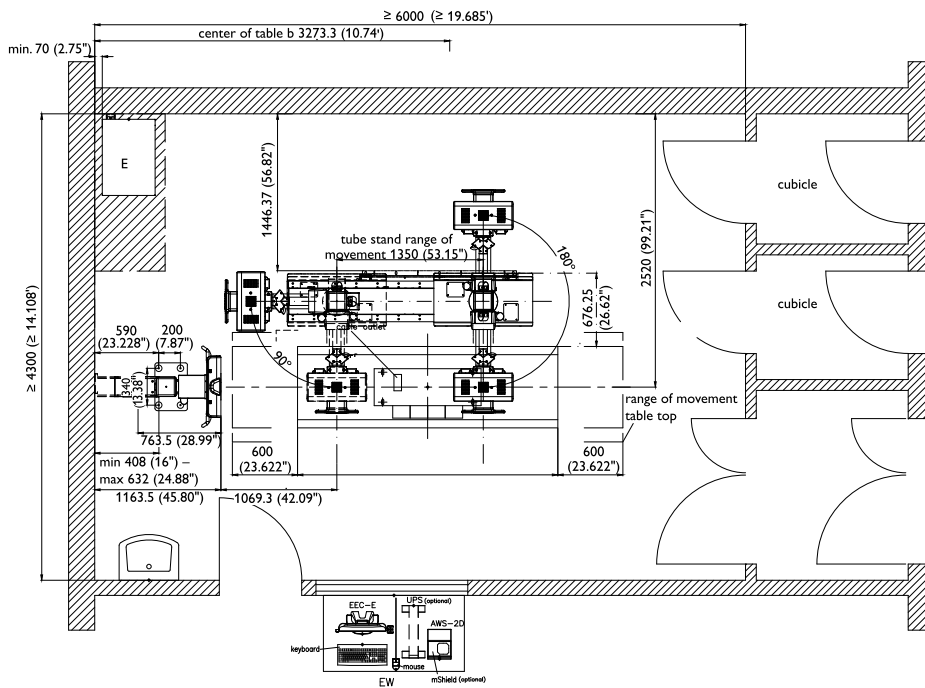 ≥ 6000 (≥ 19.685')
center of table b 3273.3 (10.74')
min. 70 (2.75")
E
cubicle
1446.37 (56.82")
tube stand range of
movement 1350 (53.15")
180°
2520 (99.21")
676.25
(26.62")
cubicle
≥ 4300 (≥ 14.108')
590
(23.228")
200
(7.87")
cable outlet
90°
340
(13.38")
range of movement
table top
763.5 (28.99")
600
(23.622")
600
(23.622")
min 408 (16") –
max 632 (24.88")
1163.5 (45.80")
1069.3 (42.09")
EEC-E
UPS (optional)
AWS-2D
keyboard
mouse
mShield (optional)
EW